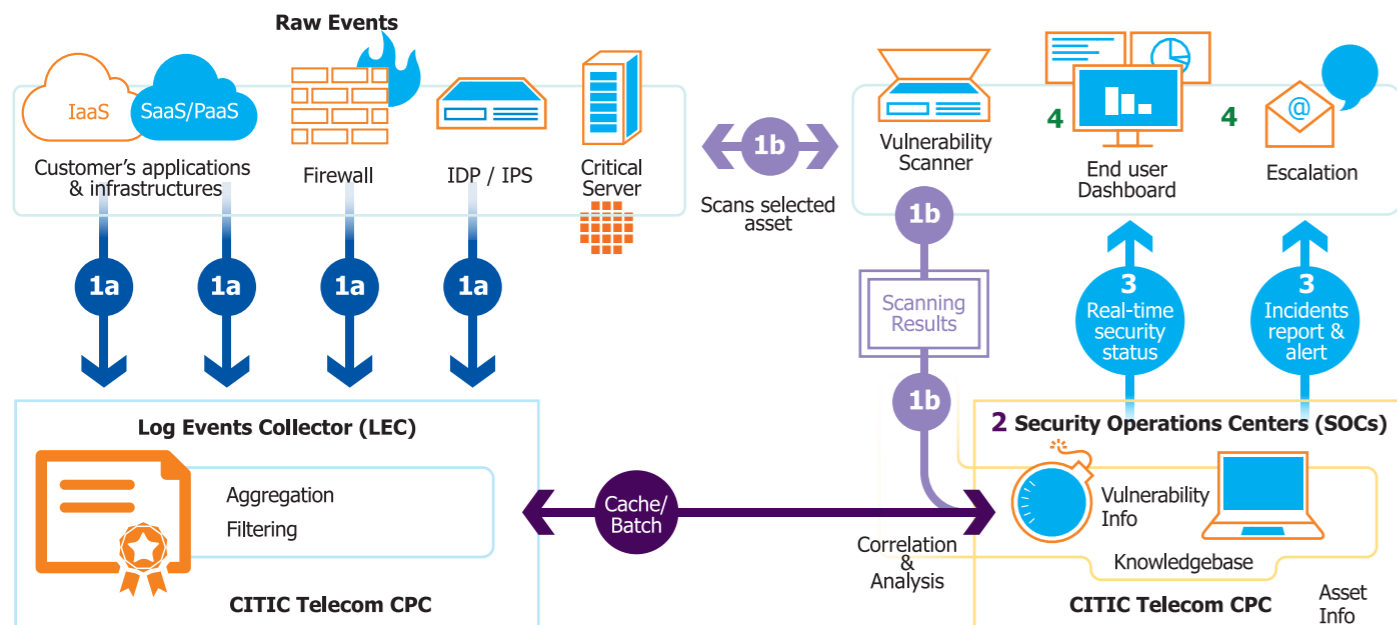 Raw Events
IaaS
SaaS/PaaS
Customer's applications
& infrastructures
Firewall
IDP / IPS
Critical
Server
1b
Scans selected
asset
Vulnerability
Scanner
4
End user
Dashboard
4
@
Escalation
1a
1a
1a
1a
1b
Scanning
Results
1b
3
Real-time
security
status
3
Incidents
report &
alert
Log Events Collector (LEC)
Aggregation
Filtering
CITIC Telecom CPC
Cache/
Batch
Correlation
&
Analysis
2 Security Operations Centers (SOCs)
Vulnerability
Info
Knowledgebase
CITIC Telecom CPC
Asset
Info